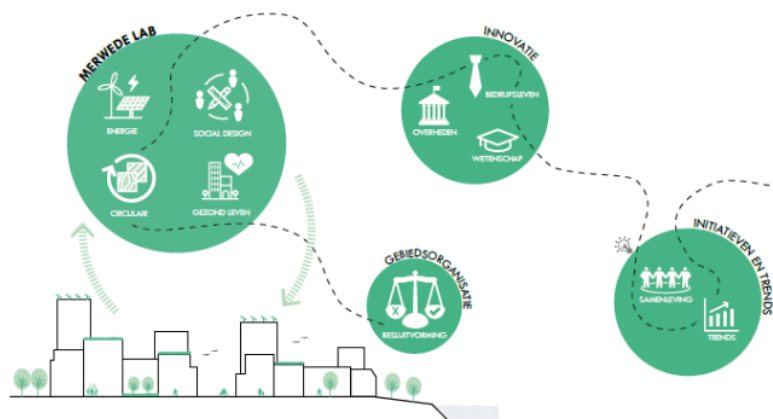 MERWEDE LAB
ENERGIE
SOCIAL DESIGN
CIRCULAIR
GEZOND LEVEN
INNOVATIE
BEDRIJFSLEVEN
OVERHEDEN
WETENSCHAP
GEBIEDSORGANISATIE
BESLUITVORMING
INITIATIEVEN EN TRENDS
SAMENLEVING
TRENDS